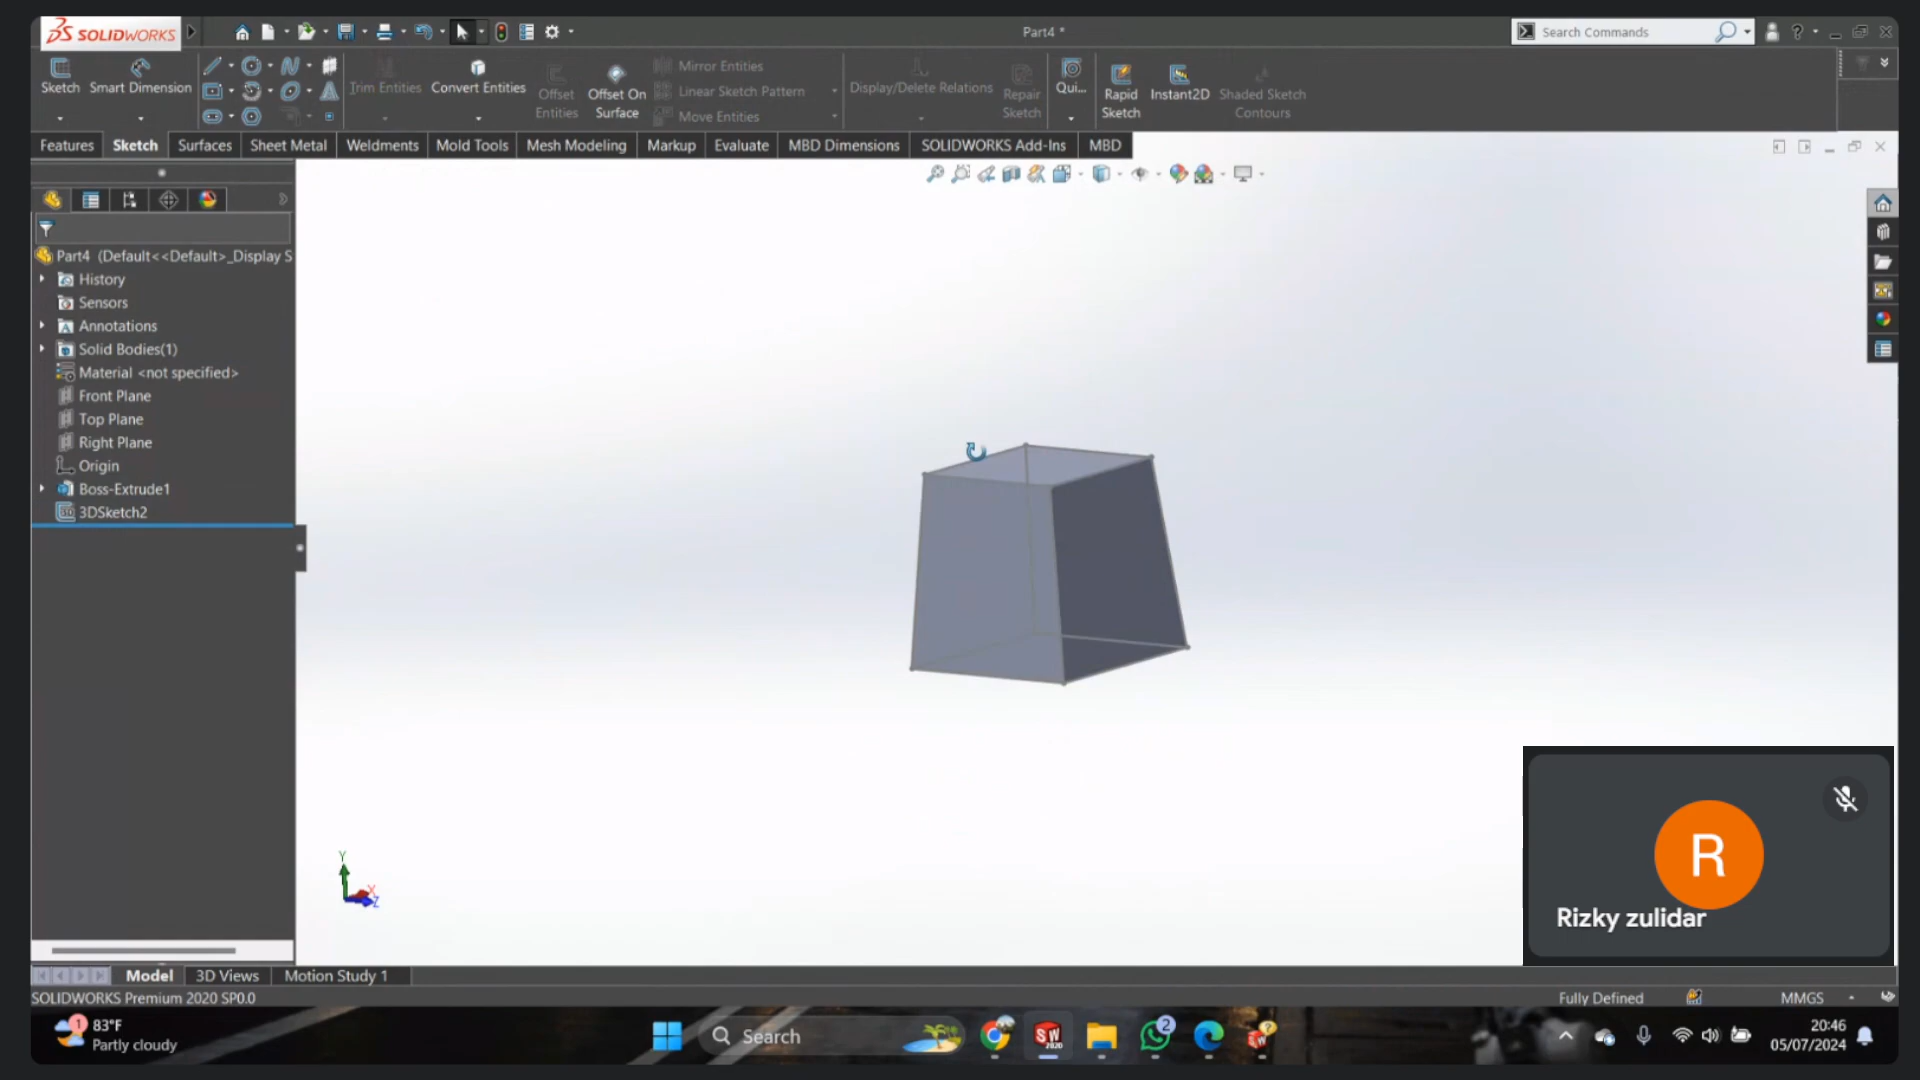 SOLIDWORKS
Part4 *
Search Commands
Sketch
Smart Dimension
Trim Entities
Convert Entities
Offset
Entities
Offset On
Surface
Mirror Entities
Linear Sketch Pattern
Move Entities
Display/Delete Relations
Repair
Sketch
Qui...
Rapid
Sketch
Instant2D
Shaded Sketch
Contours
Features
Sketch
Surfaces
Sheet Metal
Weldments
Mold Tools
Mesh Modeling
Markup
Evaluate
MBD Dimensions
SOLIDWORKS Add-Ins
MBD
Part4 (Default<<Default>_Display S
History
Sensors
Annotations
Solid Bodies(1)
Material <not specified>
Front Plane
Top Plane
Right Plane
Origin
Boss-Extrude1
3DSketch2
Y
X
Z
R
Rizky zulidar
Model
3D Views
Motion Study 1
SOLIDWORKS Premium 2020 SP0.0
Fully Defined
MMGS
1
83°F
Partly cloudy
Search
SW
2020
2
20:46
05/07/2024